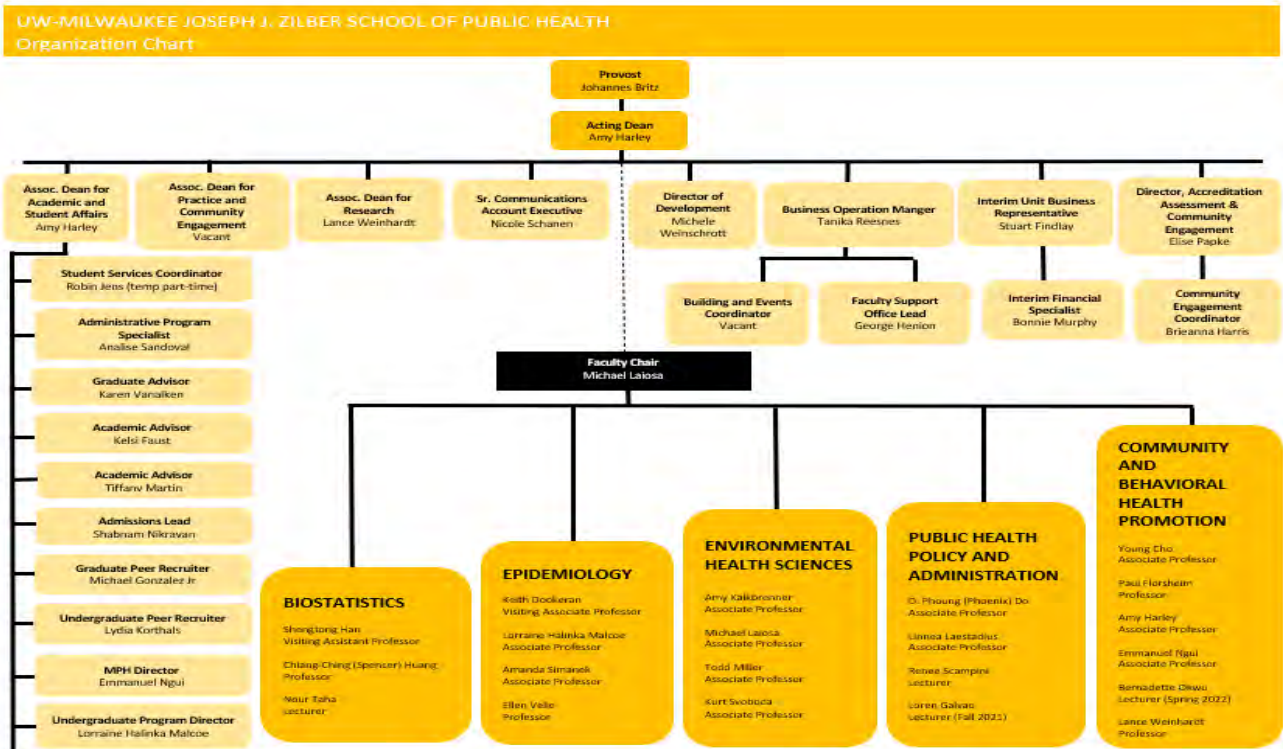 UW-MILWAUKEE JOSEPH J. ZILBER SCHOOL OF PUBLIC HEALTH
Organization Chart
Provost
Johannes Britz
Acting Dean
Amy Harley
Assoc. Dean for
Academic and
Student Affairs
Amy Harley
Assoc. Dean for
Practice and
Community
Engagement
Vacant
Assoc. Dean for
Research
Lance Weinhardt
Sr. Communications
Account Executive
Nicole Schanen
Director of
Development
Michele
Weinschrott
Business Operation Manger
Tanika Reesnes
Interim Unit Business
Representative
Stuart Findlay
Director, Accreditation
Assessment &
Community
Engagement
Elise Papke
Student Services Coordinator
Robin Jens (temp part-time)
Administrative Program
Specialist
Analise Sandoval
Graduate Advisor
Karen Vanalken
Academic Advisor
Kelsi Faust
Academic Advisor
Tiffany Martin
Admissions Lead
Shabnam Nikravan
Graduate Peer Recruiter
Michael Gonzalez Jr
Undergraduate Peer Recruiter
Lydia Korthals
MPH Director
Emmanuel Ngui
Undergraduate Program Director
Lorraine Halinka Malcoe
Building and Events
Coordinator
Vacant
Faculty Support
Office Lead
George Henion
Interim Financial
Specialist
Bonnie Murphy
Community
Engagement
Coordinator
Brieanna Harris
Faculty Chair
Michael Laiosa
BIOSTATISTICS
Shengtong Han
Visiting Assistant Professor
Chiang-Ching (Spencer) Huang
Professor
Nour Taha
Lecturer
EPIDEMIOLOGY
Keith Dookeran
Visiting Associate Professor
Lorraine Halinka Malcoe
Associate Professor
Amanda Simanek
Associate Professor
Ellen Velie
Professor
ENVIRONMENTAL
HEALTH SCIENCES
Amy Kalkbrenner
Associate Professor
Michael Laiosa
Associate Professor
Todd Miller
Associate Professor
Kurt Svoboda
Associate Professor
PUBLIC HEALTH
POLICY AND
ADMINISTRATION
D. Phoung (Phoenix) Do
Associate Professor
Linnea Laestadius
Associate Professor
Renee Scampini
Lecturer
Loren Galvao
Lecturer (Fall 2021)
COMMUNITY
AND
BEHAVIORAL
HEALTH
PROMOTION
Young Cho
Associate Professor
Paul Florsheim
Professor
Amy Harley
Associate Professor
Emmanuel Ngui
Associate Professor
Bernadette Okwu
Lecturer (Spring 2022)
Lance Weinhardt
Professor